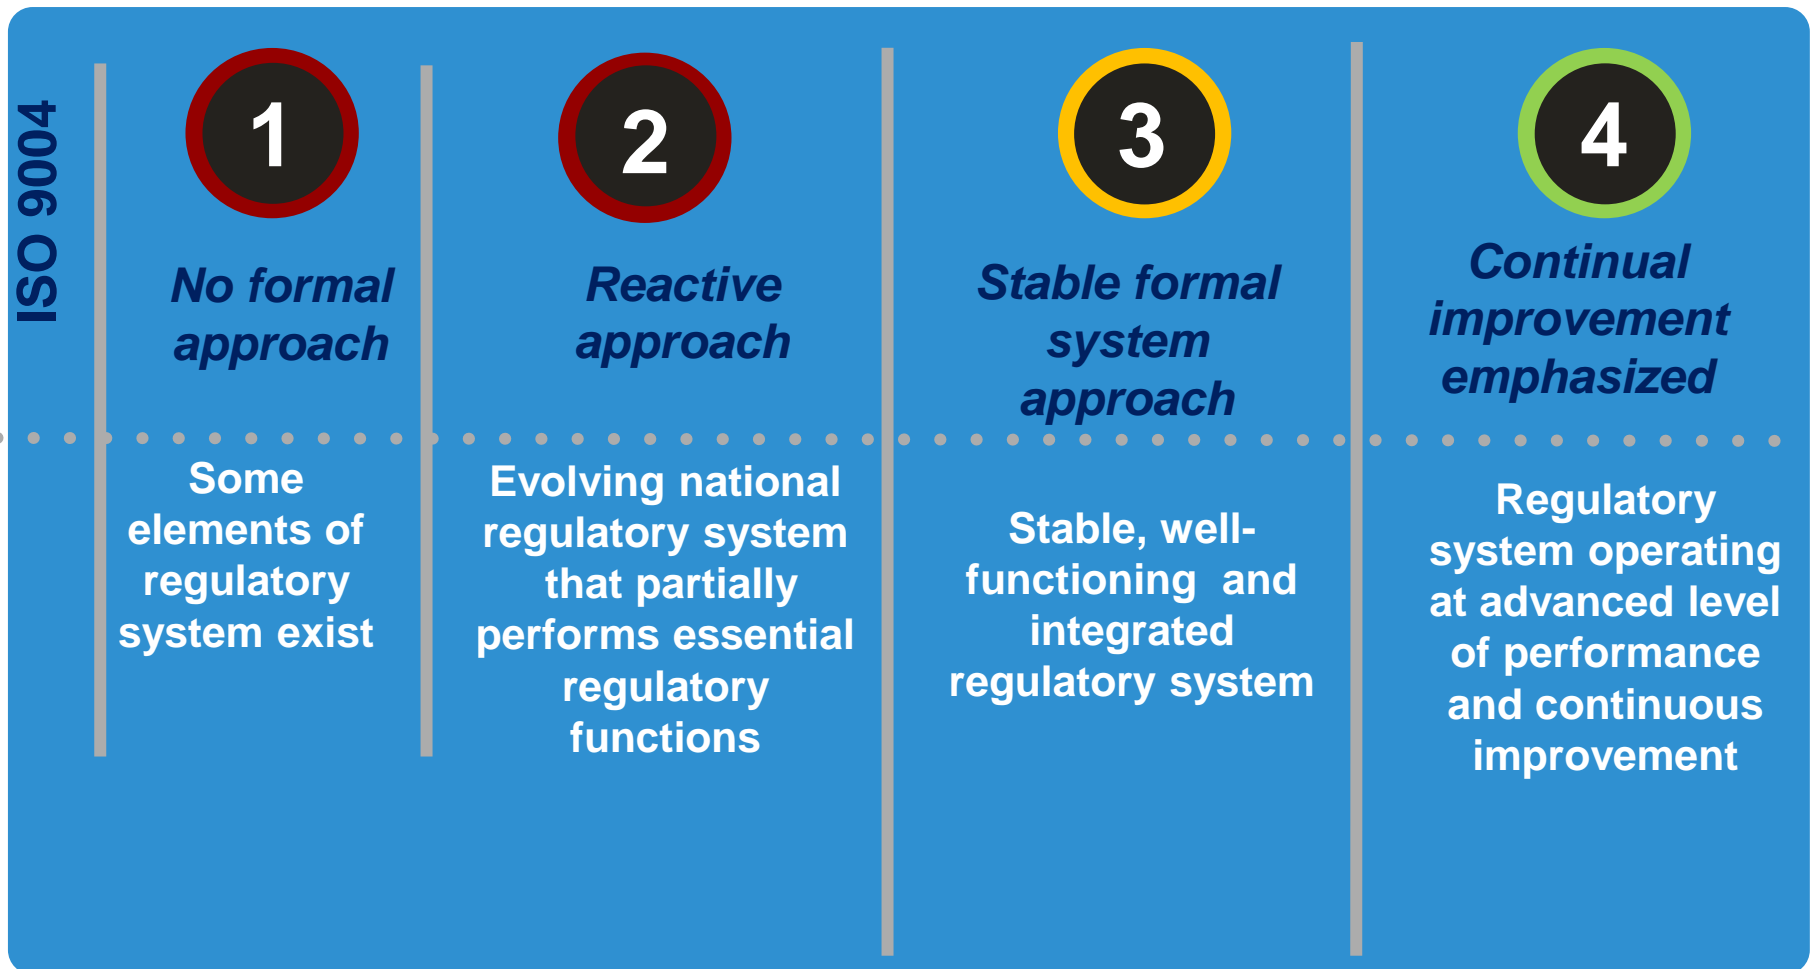 ISO 9004
1
No formal
approach
Some
elements of
regulatory
system exist
2
Reactive
approach
Evolving national
regulatory system
that partially
performs essential
regulatory
functions
3
Stable formal
system
approach
Stable, well-
functioning  and
integrated
regulatory system
4
Continual
improvement
emphasized
Regulatory
system operating
at advanced level
of performance
and continuous
improvement